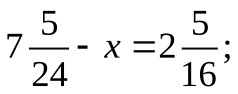 7 5/24 - x = 2 5/16;